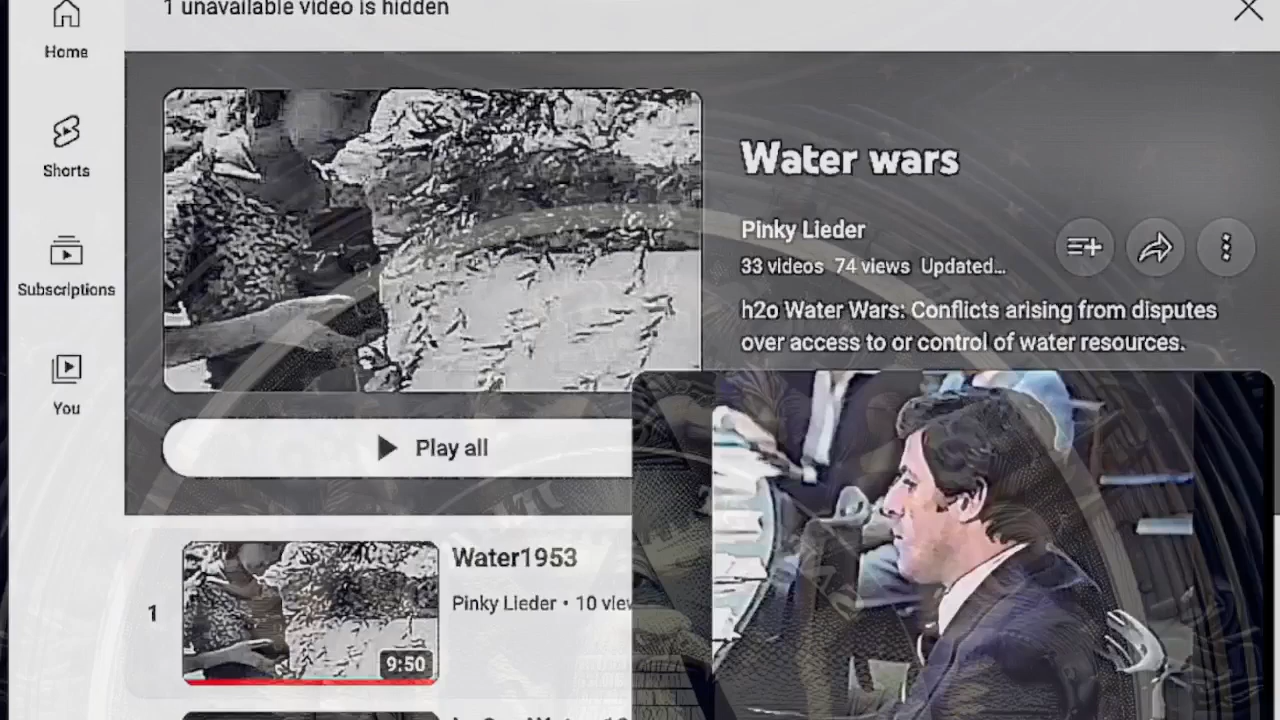 1 unavailable video is hidden
Home
Shorts
Subscriptions
You
Water wars
Pinky Lieder
33 videos 74 views Updated...
h2o Water Wars: Conflicts arising from disputes
over access to or control of water resources.
Play all
1
9:50
Water1953
Pinky Lieder • 10